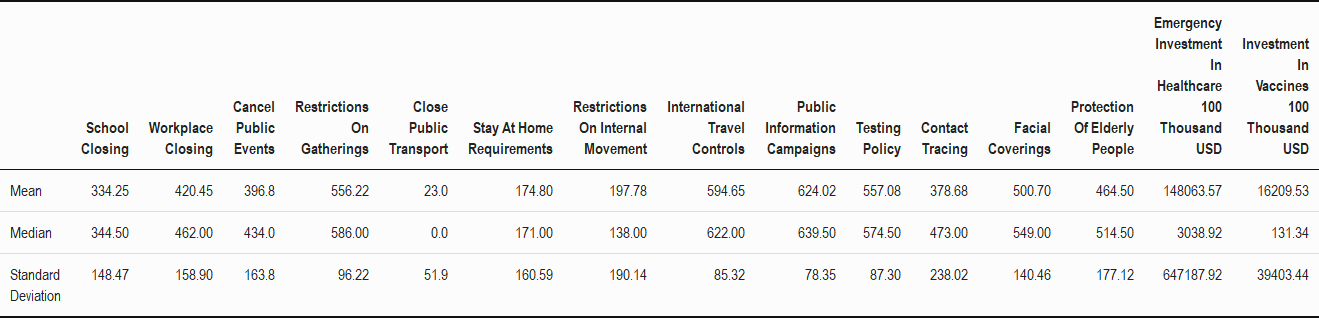 Emergency
Investment Investment
In In
Healthcare Vaccines
Cancel Restrictions Close Restrictions International Public Protection 100 100
School Workplace Public On Public Stay At Home On Internal Travel Information Testing Contact Facial Of Elderly Thousand Thousand
Closing Closing Events Gatherings Transport Requirements Movement Controls Campaigns Policy Tracing Coverings People USD USD
Mean 334.25 420.45 396.8 556.22 23.0 174.80 197.78 594.65 624.02 557.08 378.68 500.70 464.50 148063.57 16209.53
Median 344.50 462.00 434.0 586.00 0.0 171.00 138.00 622.00 639.50 574.50 473.00 549.00 514.50 3038.92 131.34
Standard 148.47 158.90 163.8 96.22 51.9 160.59 190.14 85.32 78.35 87.30 238.02 140.46 177.12 647187.92 39403.44
Deviation